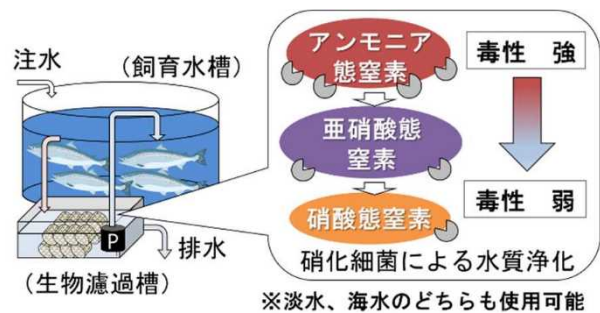 注水
(飼育水槽)
P
排水
(生物濾過槽)
アンモニア
態窒素
亜硝酸態
窒素
硝酸態窒素
毒性 強
毒性 弱
硝化細菌による水質浄化
※淡水、海水のどちらも使用可能